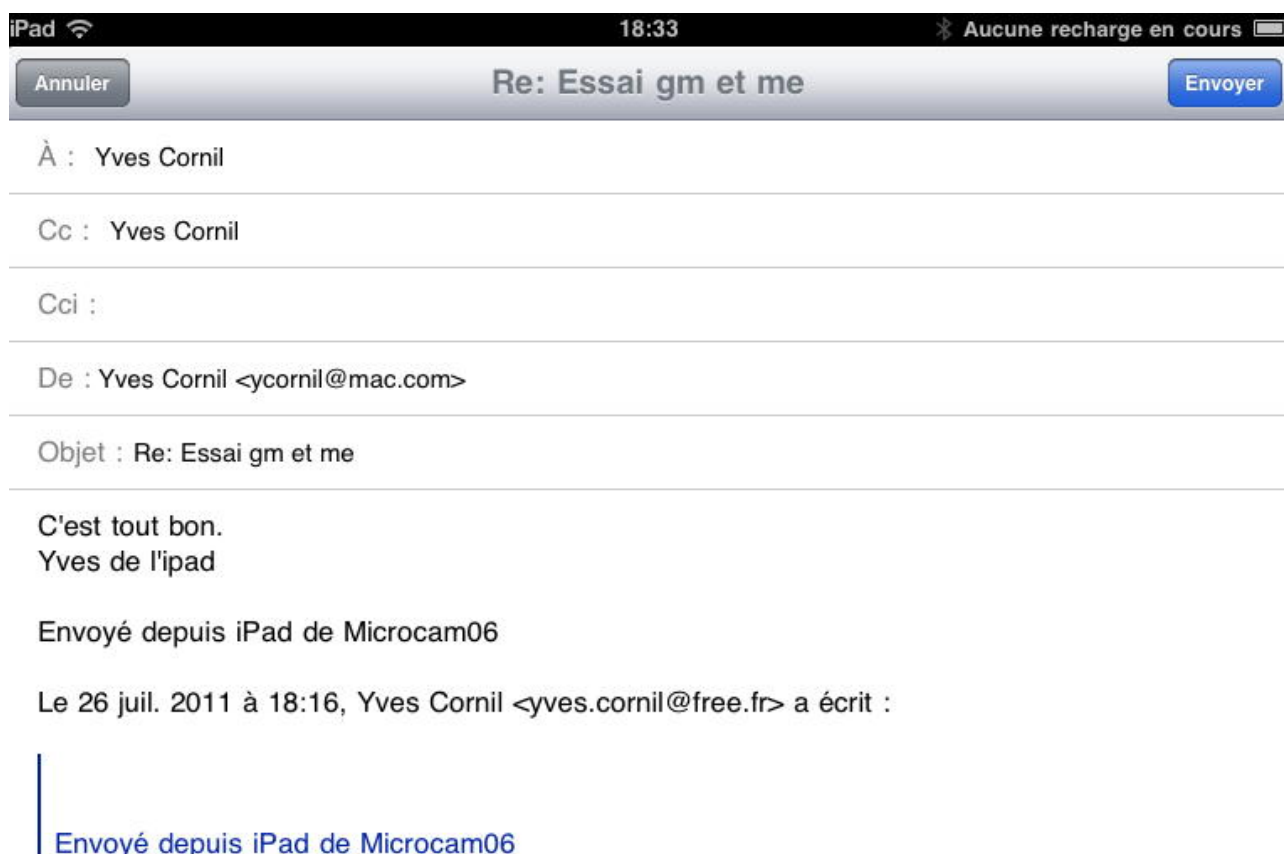 iPad 18:33 Aucune recharge en cours
Annuler Re: Essai gm et me Envoyer
À : Yves Cornil
Cc : Yves Cornil
Cci :
De : Yves Cornil <ycornil@mac.com>
Objet : Re: Essai gm et me
C'est tout bon.
Yves de l'ipad
Envoyé depuis iPad de Microcam06
Le 26 juil. 2011 à 18:16, Yves Cornil <yves.cornil@free.fr> a écrit :
Envoyé depuis iPad de Microcam06